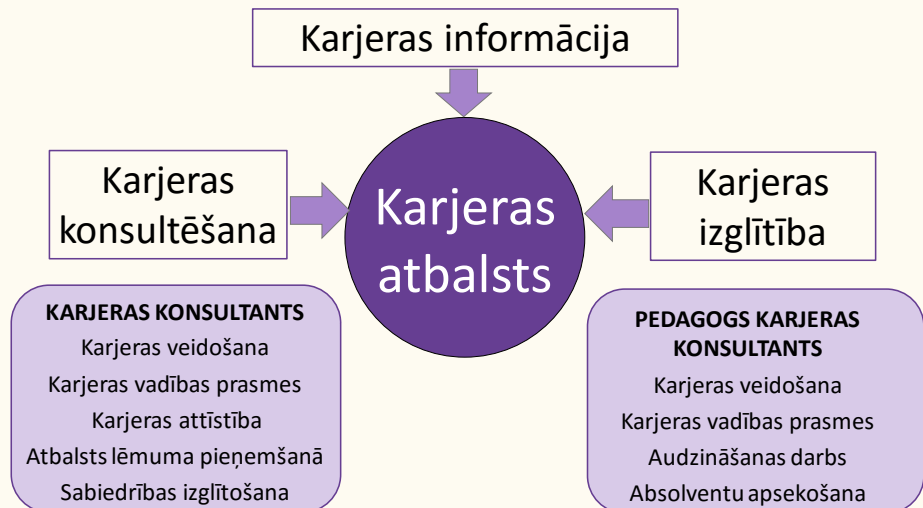 Karjeras informācija
Karjeras
konsultēšana
Karjeras
atbalsts
Karjeras
izglītība
KARJERAS KONSULTANTS
Karjeras veidošana
Karjeras vadības prasmes
Karjeras attīstība
Atbalsts lēmuma pieņemšanā
Sabiedrības izglītošana
PEDAGOGS KARJERAS
KONSULTANTS
Karjeras veidošana
Karjeras vadības prasmes
Audzināšanas darbs
Absolventu apsekošana